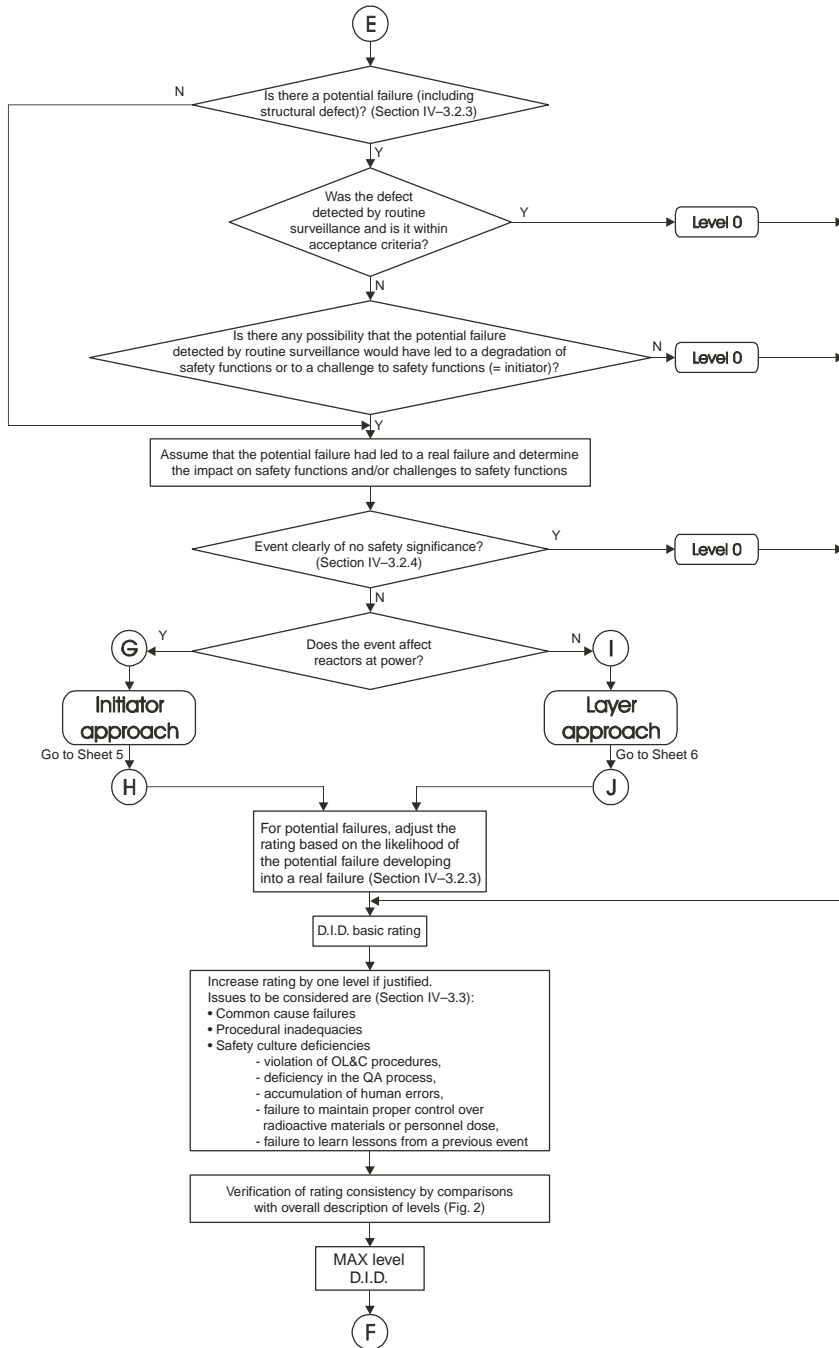 E
N
Is there a potential failure (including
structural defect)? (Section IV–3.2.3)
Y
Was the defect
detected by routine
surveillance and is it within
acceptance criteria?
Y
Level 0
N
Is there any possibility that the potential failure
detected by routine surveillance would have led to a degradation of
safety functions or to a challenge to safety functions (= initiator)?
N
Level 0
Y
Assume that the potential failure had led to a real failure and determine
the impact on safety functions and/or challenges to safety functions
Event clearly of no safety significance?
(Section IV–3.2.4)
Y
Level 0
N
Does the event affect
reactors at power?
Y
G
N
I
Initiator
approach
Layer
approach
Go to Sheet 5
Go to Sheet 6
H
J
For potential failures, adjust the
rating based on the likelihood of
the potential failure developing
into a real failure (Section IV–3.2.3)
D.I.D. basic rating
Increase rating by one level if justified.
Issues to be considered are (Section IV–3.3):
• Common cause failures
• Procedural inadequacies
• Safety culture deficiencies
- violation of OL&C procedures,
- deficiency in the QA process,
- accumulation of human errors,
- failure to maintain proper control over
radioactive materials or personnel dose,
- failure to learn lessons from a previous event
Verification of rating consistency by comparisons
with overall description of levels (Fig. 2)
MAX level
D.I.D.
F